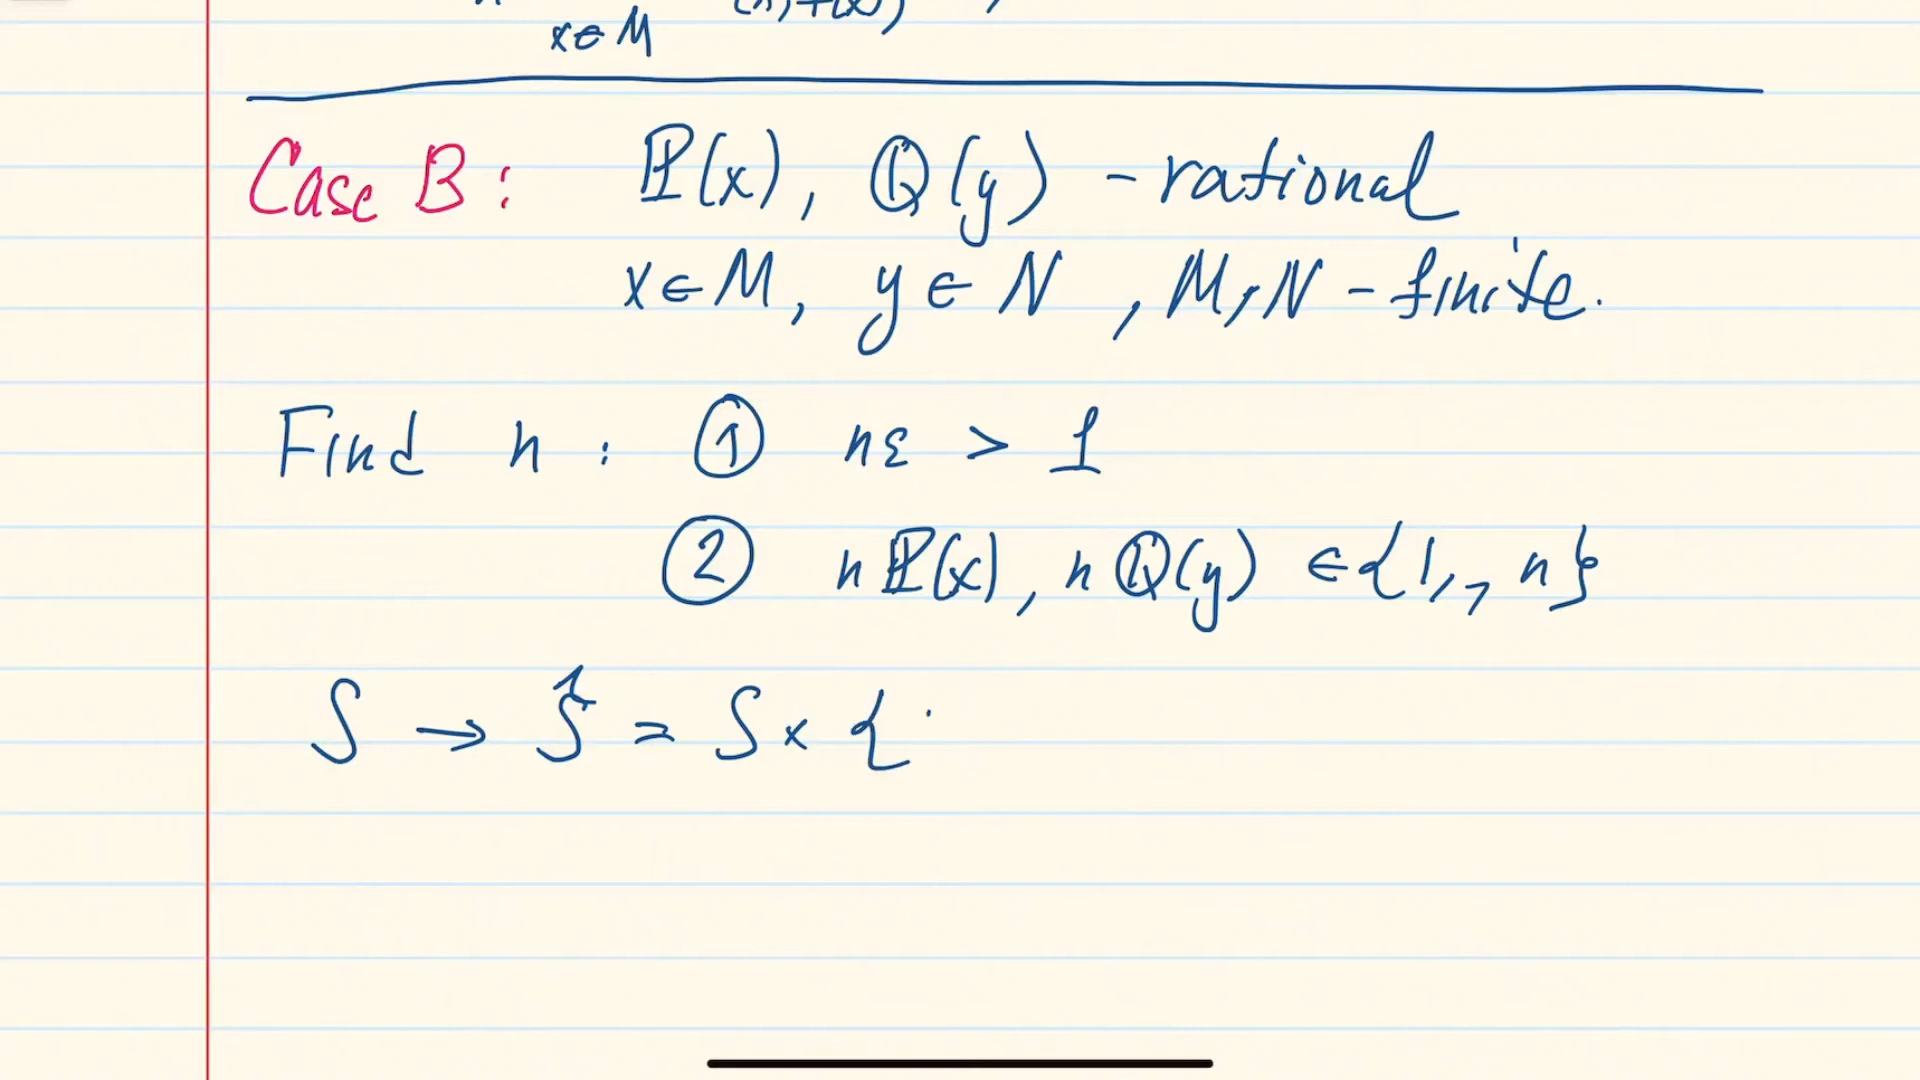 x∈M
Case B: ℙ(x), ℚ(y) - rational
x∈M, y∈N, M,N - finite.
Find n: ① nε > 1
② nℙ(x), nℚ(y) ∈{1,,n}
S → Ŝ = S×{